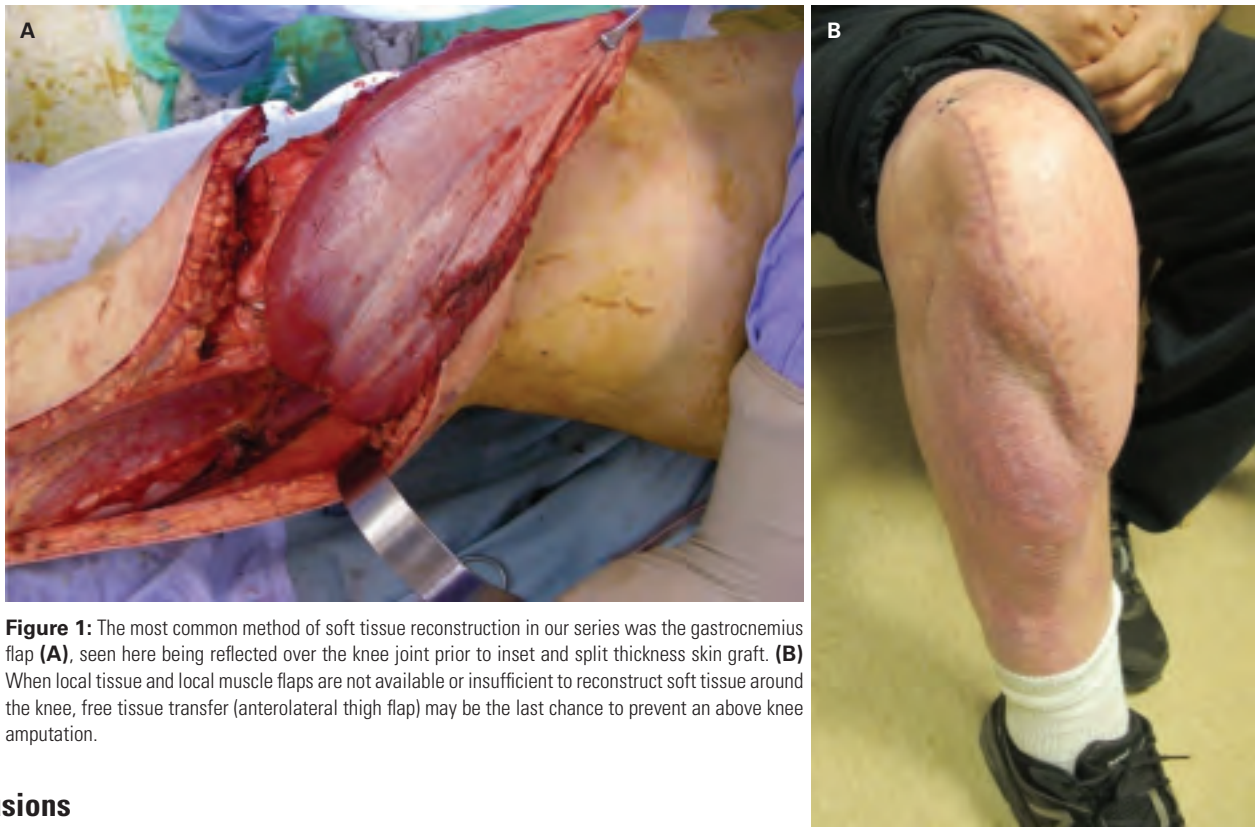 A
B
Figure 1: The most common method of soft tissue reconstruction in our series was the gastrocnemius
flap (A), seen here being reflected over the knee joint prior to inset and split thickness skin graft. (B)
When local tissue and local muscle flaps are not available or insufficient to reconstruct soft tissue around
the knee, free tissue transfer (anterolateral thigh flap) may be the last chance to prevent an above knee
amputation.
sions